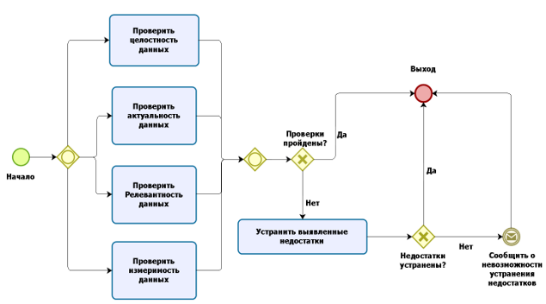 Проверить
целостность
данных
Выход
Проверить
актуальность
данных
Проверки
пройдены?
Да
Начало
Проверить
Релевантность
данных
Да
Нет
Устранить выявленные
недостатки
Нет
Недостатки
устранены?
Сообщить о
невозможности
устранения
недостатков
Проверить
измеримость
данных